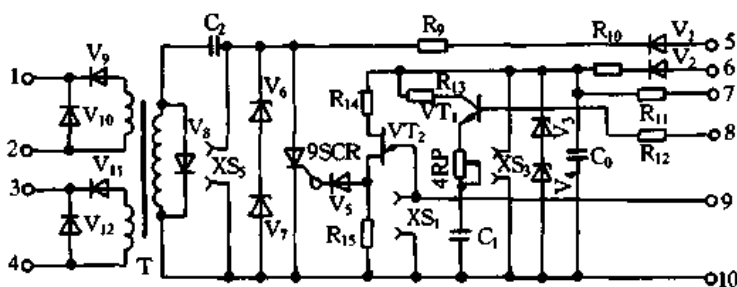 C2
R9
V1
5
R10
V2
6
V9
1
V10
2
V8
V6
R14
R13
VT1
R11
7
V3
R12
8
9SCR
VT2
4RP
XS3
C0
V11
3
XS5
V5
V4
V12
V7
R15
XS1
C1
9
4
T
10